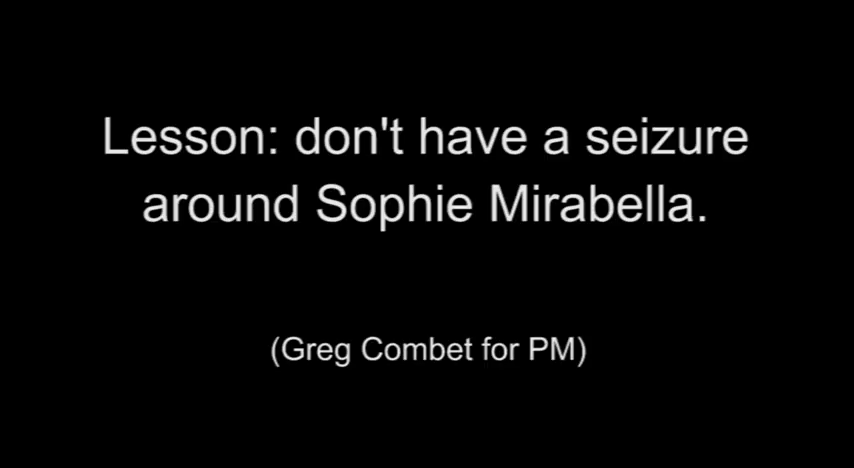 Lesson: don't have a seizure
around Sophie Mirabella.
(Greg Combet for PM)